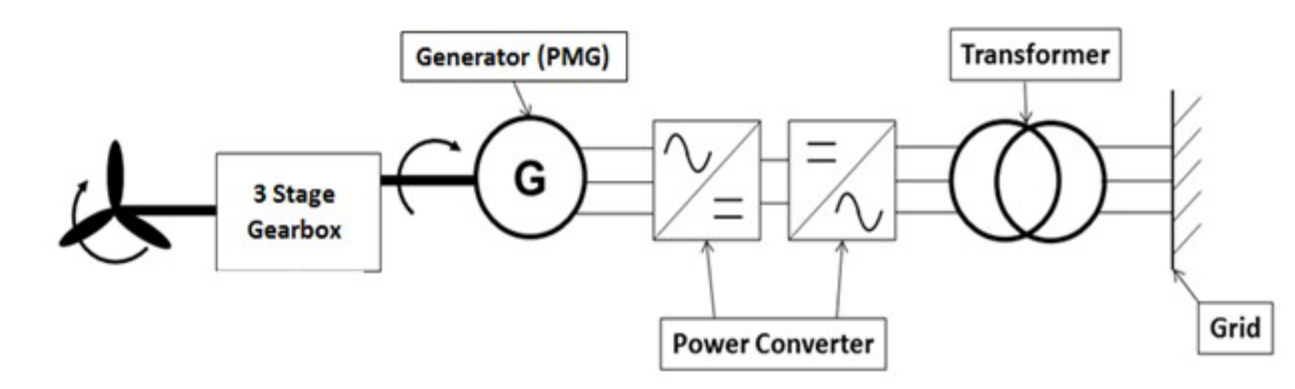 Generator (PMG)
Transformer
3 Stage
Gearbox
G
Power Converter
Grid